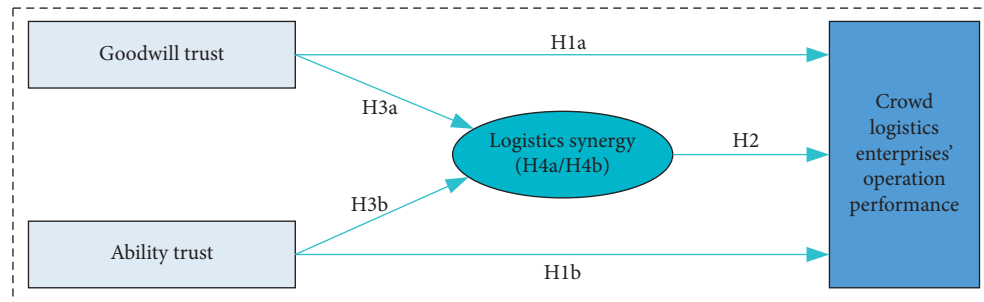 Goodwill trust
H1a
H3a
Logistics synergy
(H4a/H4b)
H2
Crowd
logistics
enterprises’
operation
performance
H3b
Ability trust
H1b